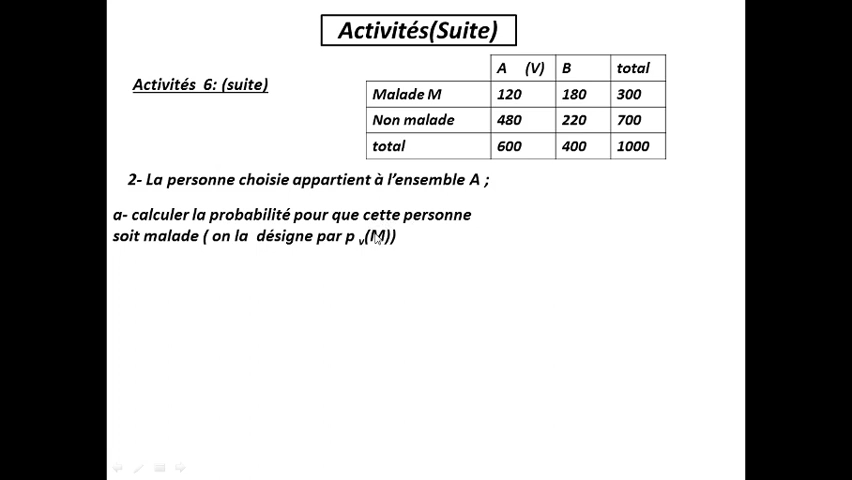 Activités(Suite)
Activités 6: (suite)
A (V) B total
Malade M 120 180 300
Non malade 480 220 700
total 600 400 1000
2- La personne choisie appartient à l’ensemble A ;
a- calculer la probabilité pour que cette personne
soit malade ( on la désigne par p v(M))